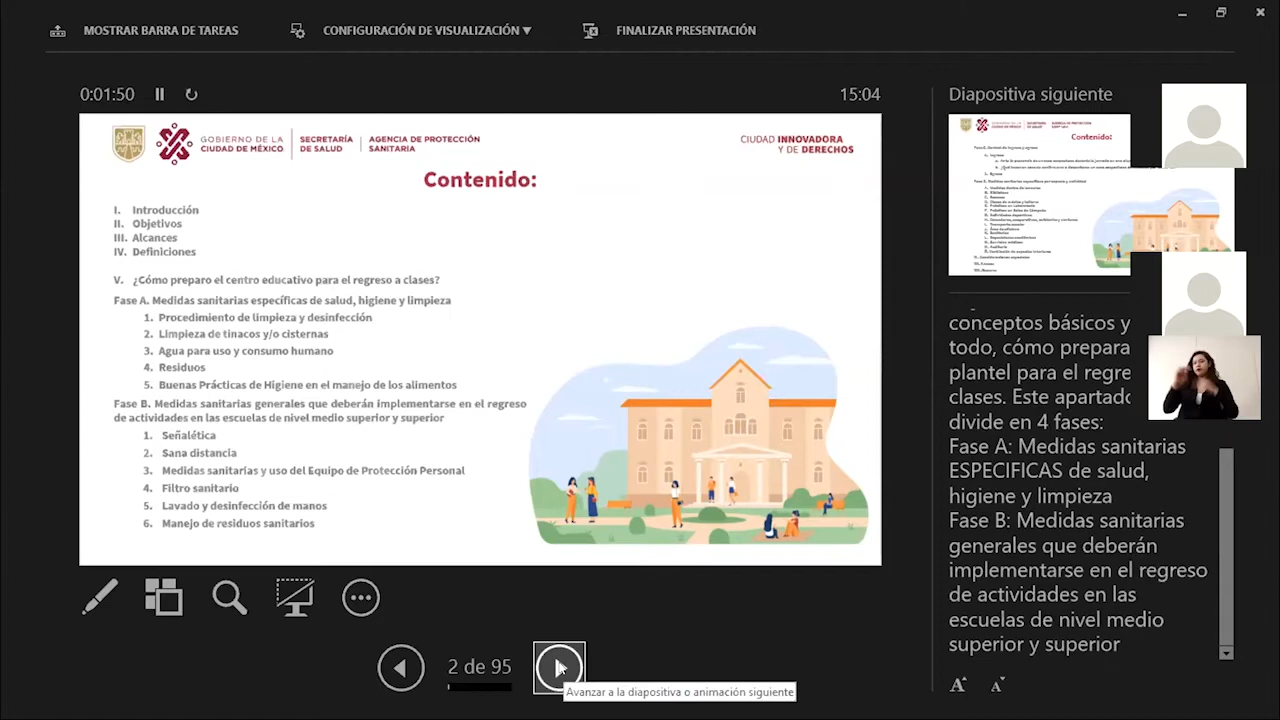 MOSTRAR BARRA DE TAREAS
CONFIGURACIÓN DE VISUALIZACIÓN ▼
FINALIZAR PRESENTACIÓN
0:01:50
15:04
GOBIERNO DE LA
CIUDAD DE MÉXICO
SECRETARÍA
DE SALUD
AGENCIA DE PROTECCIÓN
SANITARIA
CIUDAD INNOVADORA
Y DE DERECHOS
Contenido:
I. Introducción
II. Objetivos
III. Alcances
IV. Definiciones
V. ¿Cómo preparo el centro educativo para el regreso a clases?
Fase A. Medidas sanitarias específicas de salud, higiene y limpieza
1. Procedimiento de limpieza y desinfección
2. Limpieza de tinacos y/o cisternas
3. Agua para uso y consumo humano
4. Residuos
5. Buenas Prácticas de Higiene en el manejo de los alimentos
Fase B. Medidas sanitarias generales que deberán implementarse en el regreso
de actividades en las escuelas de nivel medio superior y superior
1. Señalética
2. Sana distancia
3. Medidas sanitarias y uso del Equipo de Protección Personal
4. Filtro sanitario
5. Lavado y desinfección de manos
6. Manejo de residuos sanitarios
2 de 95
Avanzar a la diapositiva o animación siguiente
Diapositiva siguiente
Contenido:
conceptos básicos y
todo, cómo prepara
plantel para el regre
clases. Este apartado
divide en 4 fases:
Fase A: Medidas sanitarias
ESPECIFICAS de salud,
higiene y limpieza
Fase B: Medidas sanitarias
generales que deberán
implementarse en el regreso
de actividades en las
escuelas de nivel medio
superior y superior
A A